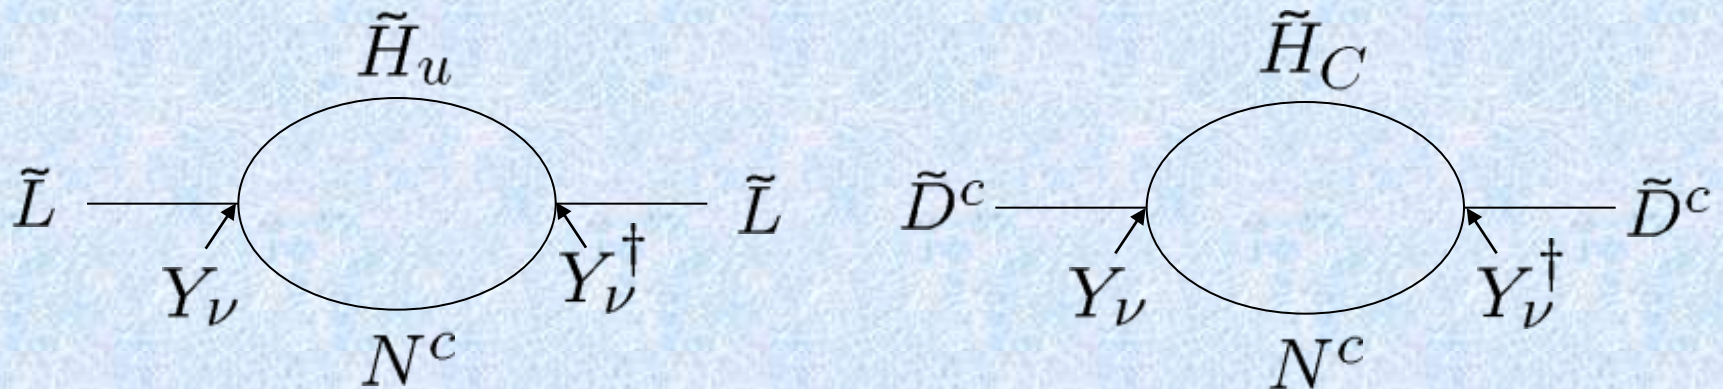 H̃_u
L̃ L̃
Y_ν Y_ν^†
N^c
H̃_C
D̃^c D̃^c
Y_ν Y_ν^†
N^c